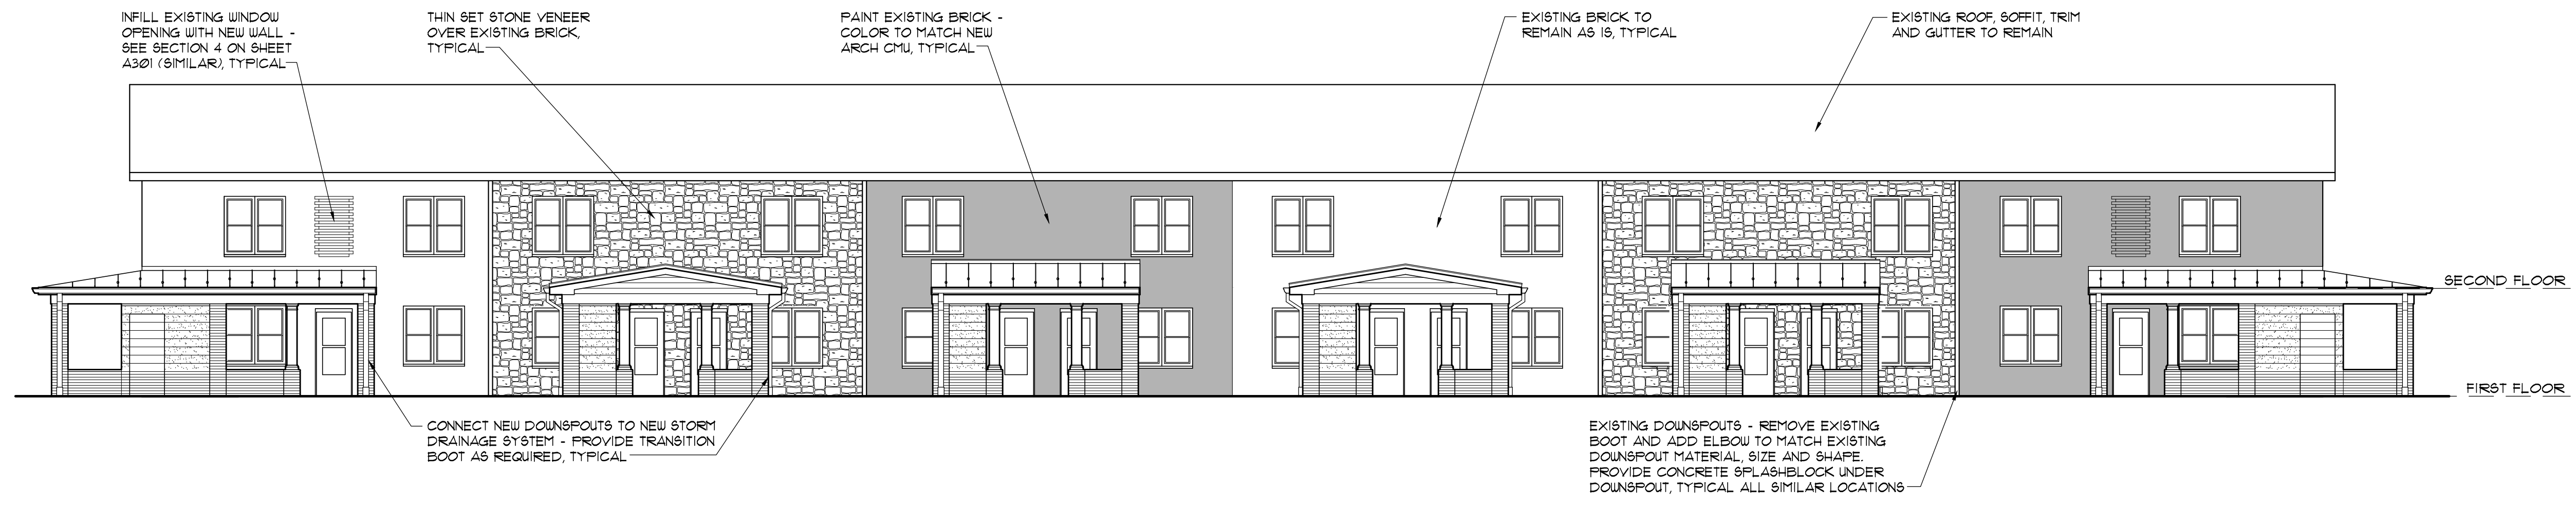 INFILL EXISTING WINDOW
OPENING WITH NEW WALL -
SEE SECTION 4 ON SHEET
A301 (SIMILAR), TYPICAL
THIN SET STONE VENEER
OVER EXISTING BRICK,
TYPICAL
PAINT EXISTING BRICK -
COLOR TO MATCH NEW
ARCH CMU, TYPICAL
EXISTING BRICK TO
REMAIN AS IS, TYPICAL
EXISTING ROOF, SOFFIT, TRIM
AND GUTTER TO REMAIN
SECOND FLOOR
FIRST FLOOR
CONNECT NEW DOWNSPOUTS TO NEW STORM
DRAINAGE SYSTEM - PROVIDE TRANSITION
BOOT AS REQUIRED, TYPICAL
EXISTING DOWNSPOUTS - REMOVE EXISTING
BOOT AND ADD ELBOW TO MATCH EXISTING
DOWNSPOUT MATERIAL, SIZE AND SHAPE.
PROVIDE CONCRETE SPLASHBLOCK UNDER
DOWNSPOUT, TYPICAL ALL SIMILAR LOCATIONS